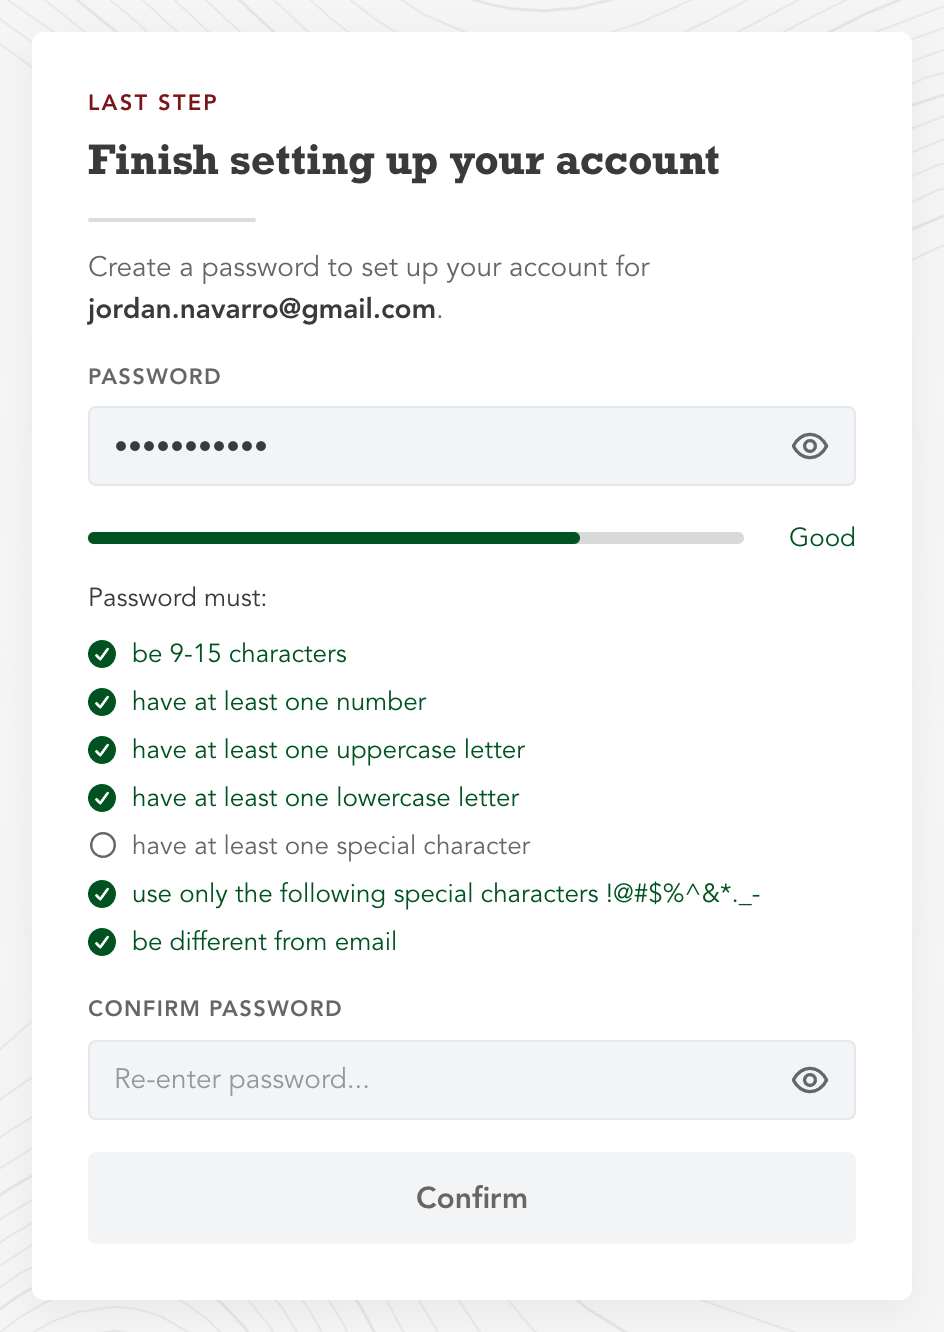 LAST STEP
Finish setting up your account
Create a password to set up your account for
jordan.navarro@gmail.com.
PASSWORD
•••••••••••
Good
Password must:
be 9-15 characters
have at least one number
have at least one uppercase letter
have at least one lowercase letter
have at least one special character
use only the following special characters !@#$%^&*._-
be different from email
CONFIRM PASSWORD
Re-enter password...
Confirm